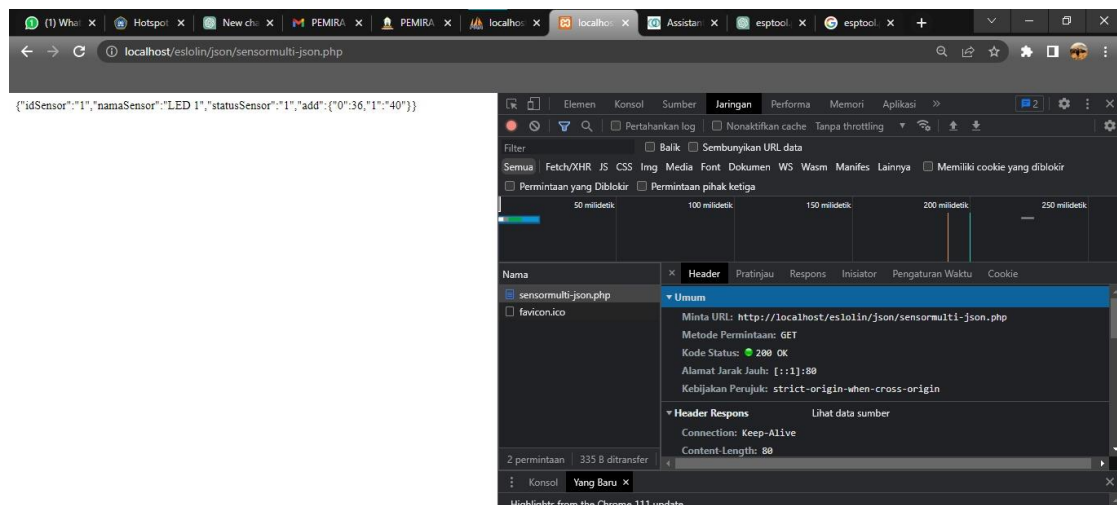 (1) What
Hotspot
New cha
PEMIRA
PEMIRA
localhos
localhos
Assistan
esptool.
esptool.
localhost/eslolin/json/sensormulti-json.php
{"idSensor":"1","namaSensor":"LED 1","statusSensor":"1","add":{"0":36,"1":"40"}}
Elemen Konsol Sumber Jaringan Performa Memori Aplikasi » 2
Pertahankan log Nonaktifkan cache Tanpa throttling
Filter Balik Sembunyikan URL data
Semua Fetch/XHR JS CSS Img Media Font Dokumen WS Wasm Manifes Lainnya Memiliki cookie yang diblokir
Permintaan yang Diblokir Permintaan pihak ketiga
50 milidetik 100 milidetik 150 milidetik 200 milidetik 250 milidetik
Nama
sensormulti-json.php
favicon.ico
Header Pratinjau Respons Inisiator Pengaturan Waktu Cookie
Umum
Minta URL: http://localhost/eslolin/json/sensormulti-json.php
Metode Permintaan: GET
Kode Status: 200 OK
Alamat Jarak Jauh: [::1]:80
Kebijakan Perujuk: strict-origin-when-cross-origin
Header Respons Lihat data sumber
Connection: Keep-Alive
Content-Length: 80
2 permintaan 335 B ditransfer
Konsol Yang Baru
Highlights from the Chrome 111 update